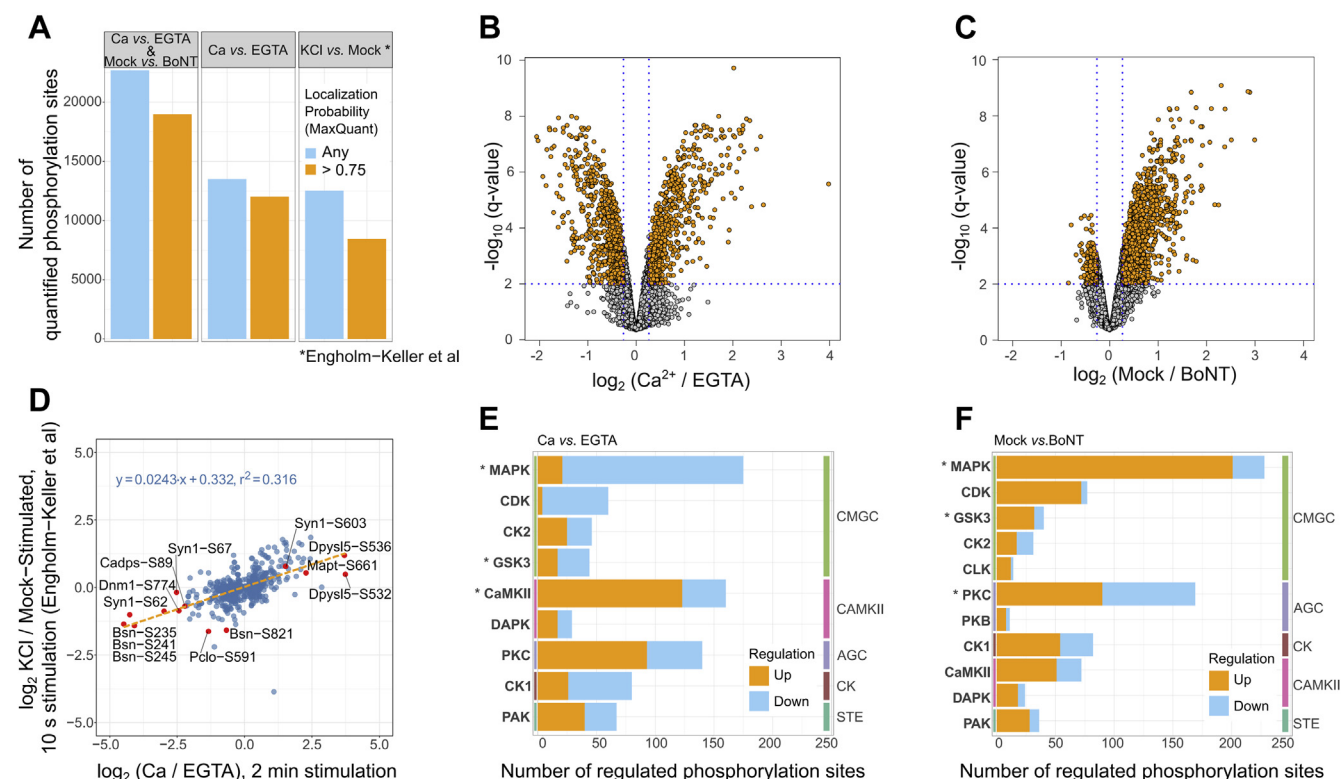 A
Ca vs. EGTA
&
Mock vs. BoNT
Ca vs. EGTA
KCl vs. Mock *
Number of
quantified phosphorylation sites
20000
15000
10000
5000
0
Localization
Probability
(MaxQuant)
Any
> 0.75
*Engholm−Keller et al
B
-log10 (q-value)
10
8
6
4
2
0
-2
-1
0
1
2
3
4
log2 (Ca2+ / EGTA)
C
-log10 (q-value)
10
8
6
4
2
0
-2
-1
0
1
2
3
4
log2 (Mock / BoNT)
D
log2 KCl / Mock−Stimulated,
10 s stimulation (Engholm−Keller et al)
5.0
2.5
0.0
−2.5
−5.0
y=0.0243·x+0.332, r2=0.316
Syn1−S603
Syn1−S67
Dpysl5−S536
Cadps−S89
Mapt−S661
Dnm1−S774
Dpysl5−S532
Syn1−S62
Bsn−S235
Bsn−S821
Bsn−S241
Bsn−S245
Pclo−S591
−5.0
−2.5
0.0
2.5
5.0
log2 (Ca / EGTA), 2 min stimulation
E
Ca vs. EGTA
* MAPK
CDK
CK2
* GSK3
* CaMKII
DAPK
PKC
CK1
PAK
CMGC
CAMKII
AGC
CK
STE
Regulation
Up
Down
0
50
100
150
200
250
Number of regulated phosphorylation sites
F
Mock vs.BoNT
* MAPK
CDK
* GSK3
CK2
CLK
* PKC
PKB
CK1
CaMKII
DAPK
PAK
CMGC
AGC
CK
CAMKII
STE
Regulation
Up
Down
0
50
100
150
200
250
Number of regulated phosphorylation sites